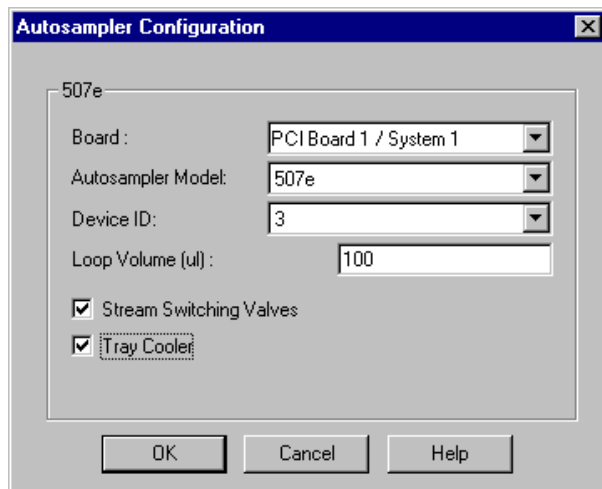 Autosampler Configuration
507e
Board : PCI Board 1 / System 1
Autosampler Model: 507e
Device ID: 3
Loop Volume (ul) : 100
Stream Switching Valves
Tray Cooler
OK Cancel Help